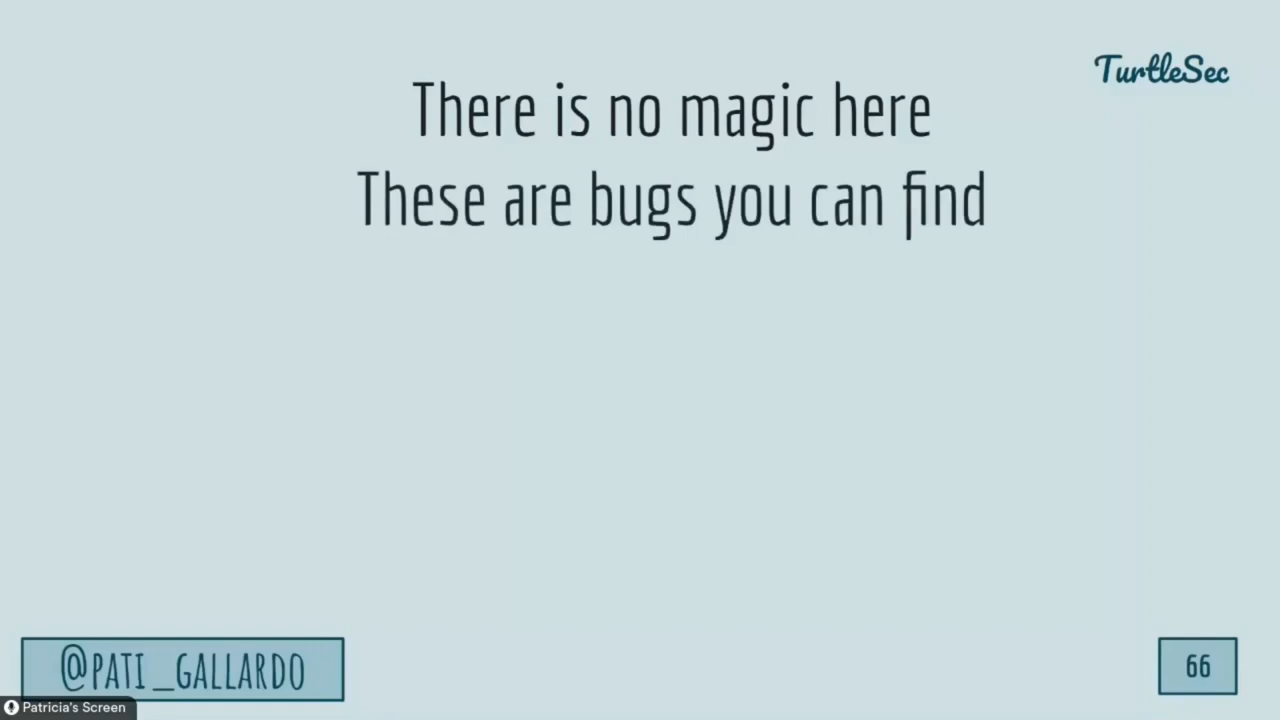 TurtleSec
There is no magic here
These are bugs you can find
@PATI_GALLARDO
66
Patricia's Screen